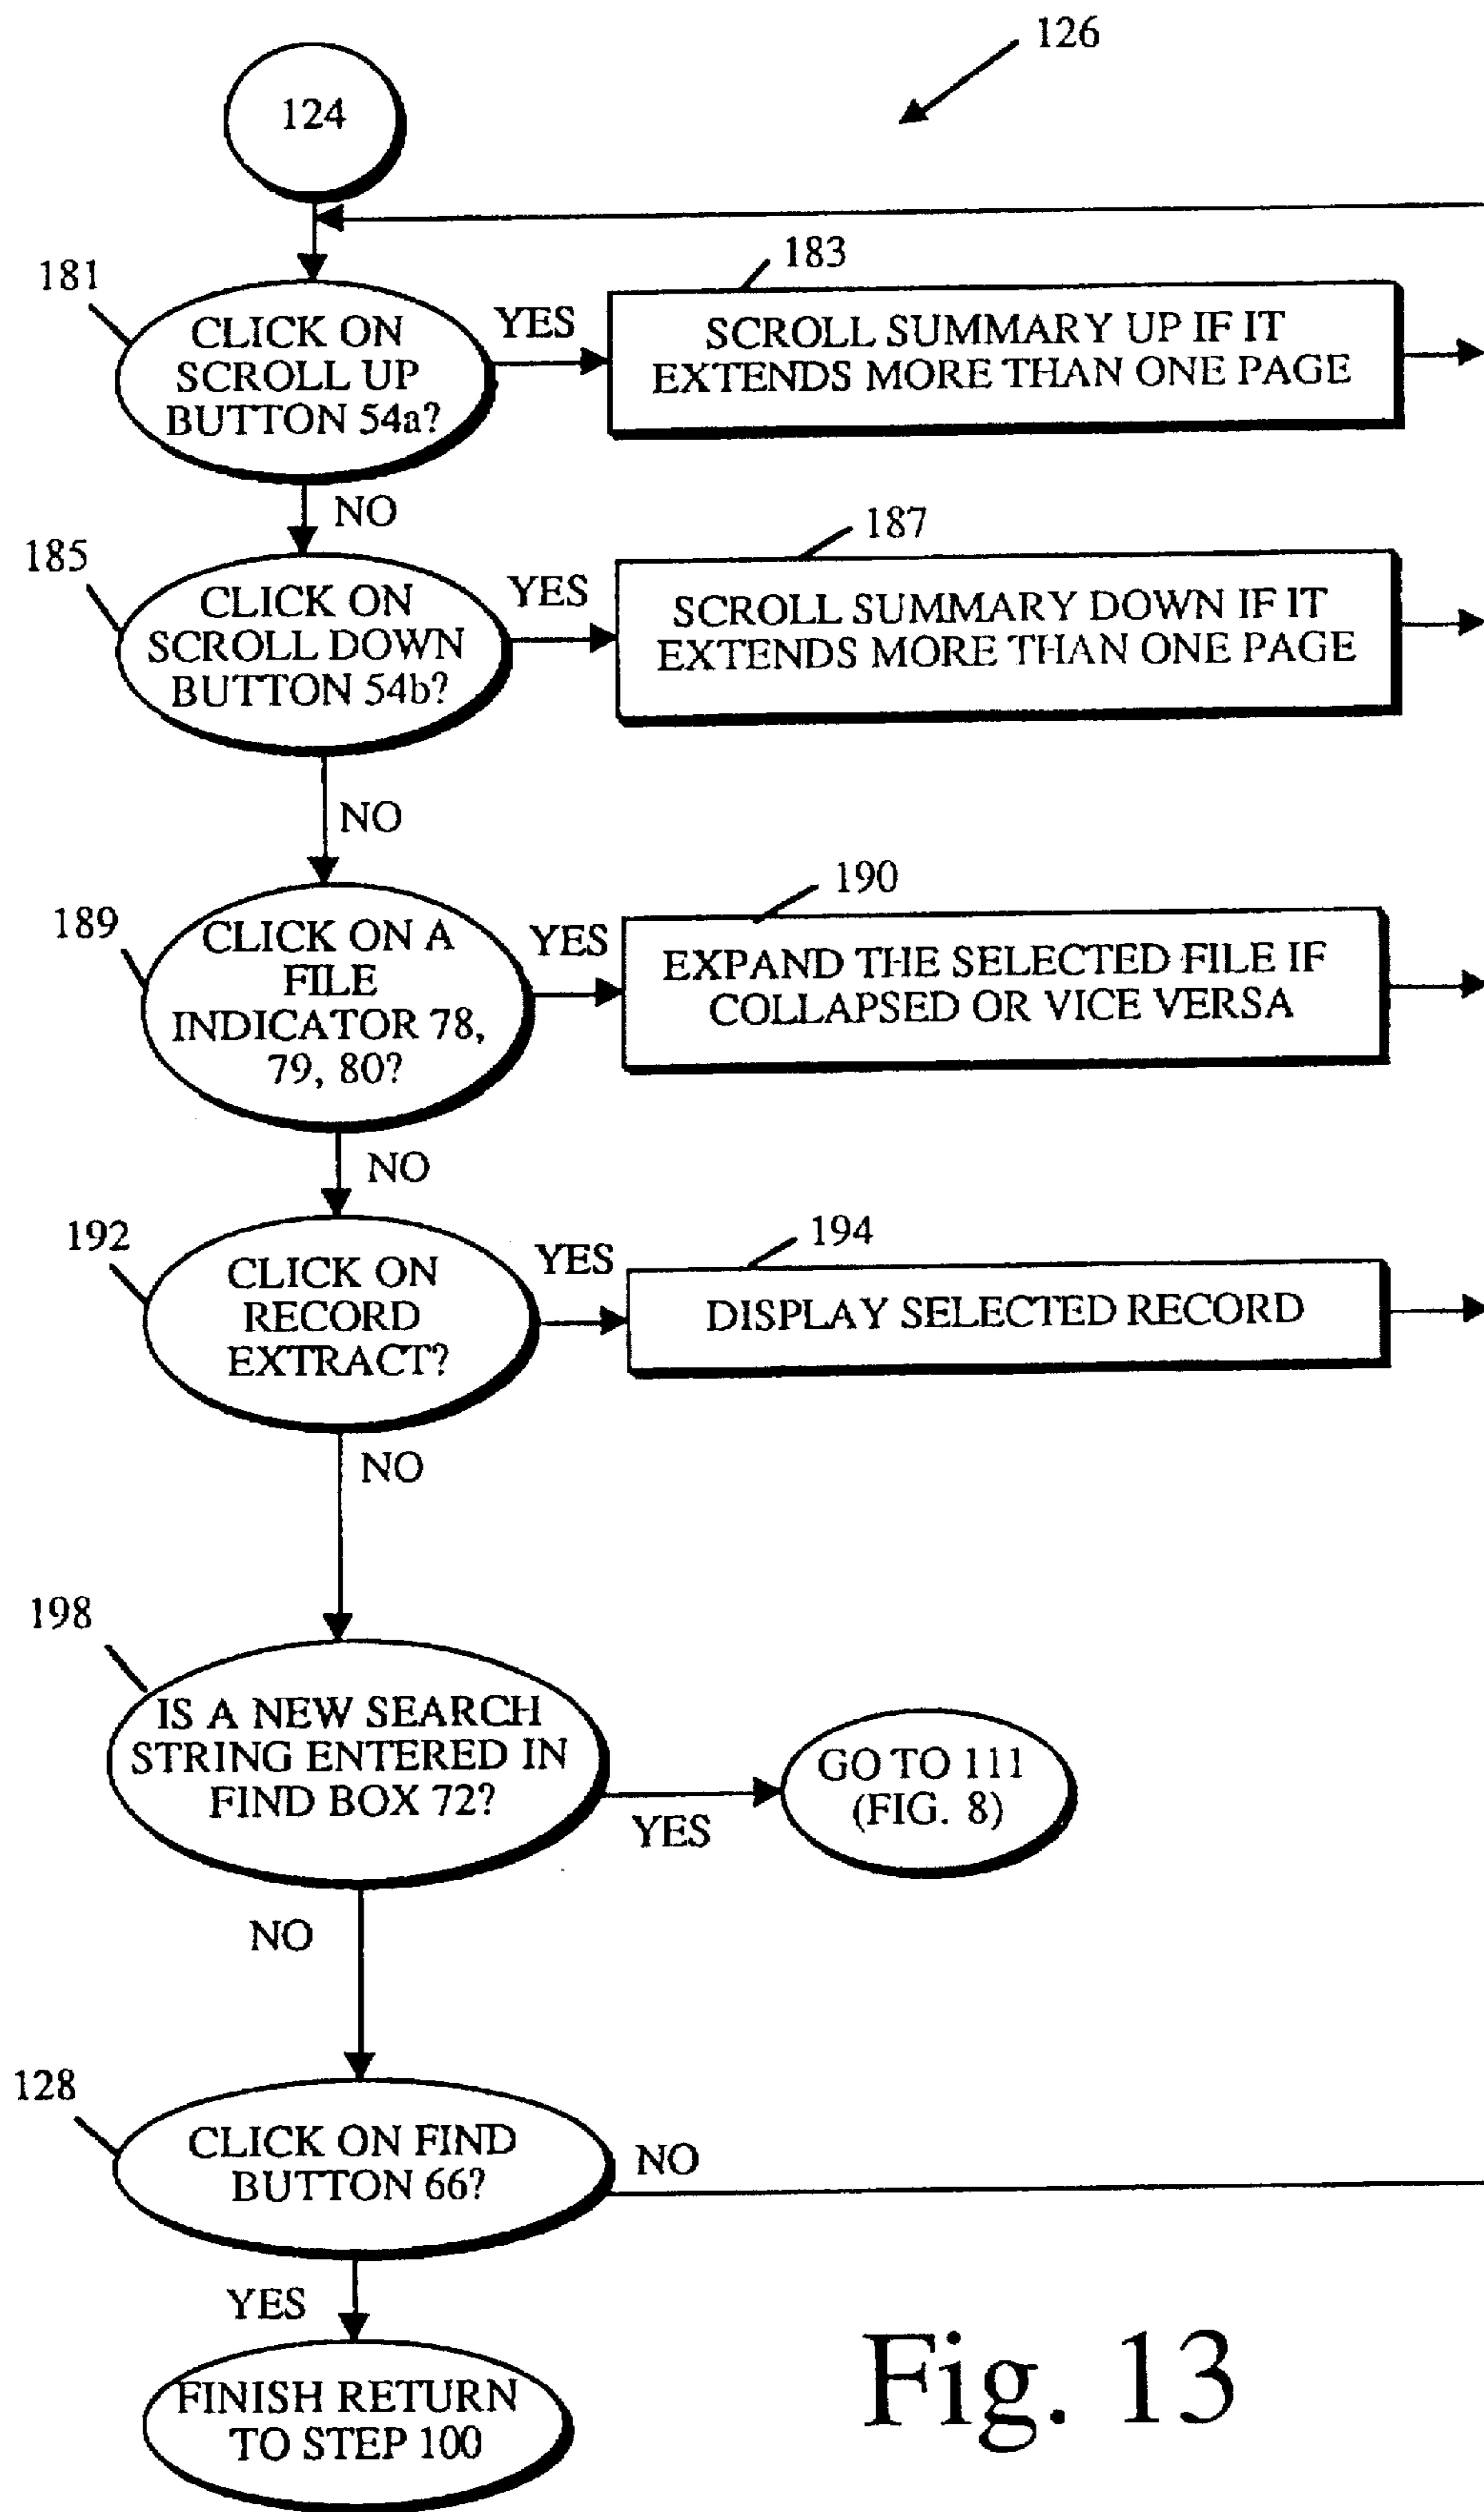 126
124
181
CLICK ON
SCROLL UP
BUTTON 54a?
YES
183
SCROLL SUMMARY UP IF IT
EXTENDS MORE THAN ONE PAGE
NO
185
CLICK ON
SCROLL DOWN
BUTTON 54b?
YES
187
SCROLL SUMMARY DOWN IF IT
EXTENDS MORE THAN ONE PAGE
NO
189
CLICK ON A
FILE
INDICATOR 78,
79, 80?
YES
190
EXPAND THE SELECTED FILE IF
COLLAPSED OR VICE VERSA
NO
192
CLICK ON
RECORD
EXTRACT?
YES
194
DISPLAY SELECTED RECORD
NO
198
IS A NEW SEARCH
STRING ENTERED IN
FIND BOX 72?
YES
GO TO 111
(FIG. 8)
NO
128
CLICK ON FIND
BUTTON 66?
NO
YES
FINISH RETURN
TO STEP 100
Fig. 13